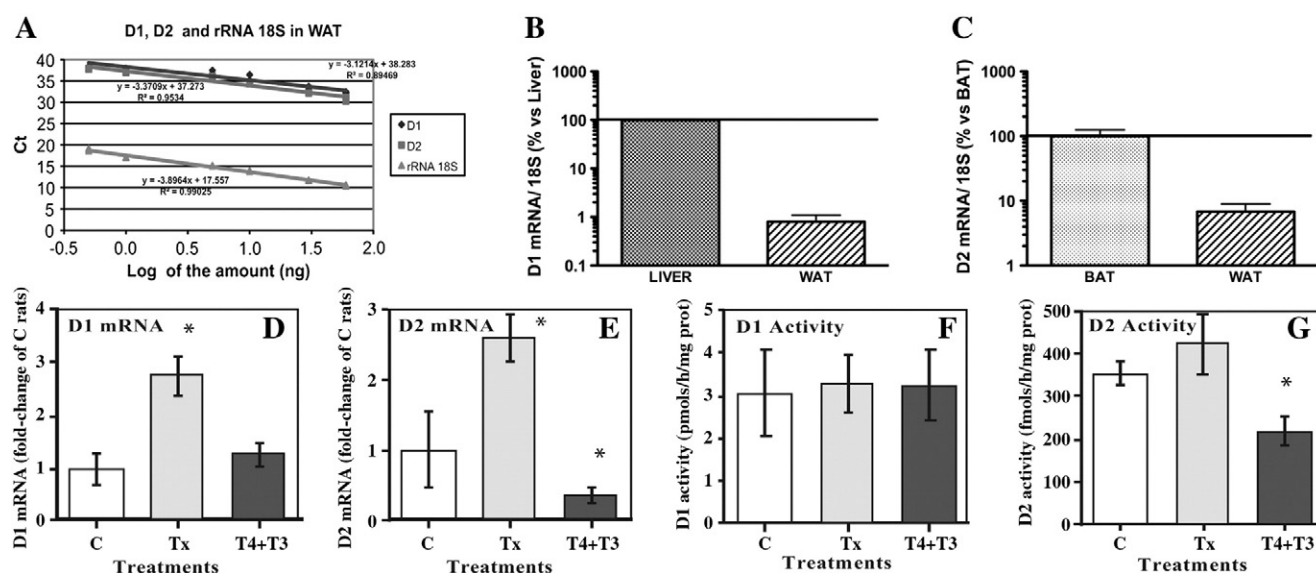 A
D1, D2 and rRNA 18S in WAT
40
35
30
25
20
15
10
5
0
Ct
y = -3.1214x + 38.283
R² = 0.89469
y = -3.3709x + 37.273
R² = 0.9534
y = -3.8964x + 17.557
R² = 0.99025
D1
D2
rRNA 18S
-0.5
0.0
0.5
1.0
1.5
2.0
Log of the amount (ng)
B
D1 mRNA/ 18S (% vs Liver)
1000
100
10
1
0.1
LIVER
WAT
C
D2 mRNA/ 18S (% vs BAT)
1000
100
10
1
BAT
WAT
D1 mRNA
D
D1 mRNA (fold-change of C rats)
4
3
2
1
0
*
C
Tx
T4+T3
Treatments
D2 mRNA
E
D2 mRNA (fold-change of C rats)
3
2
1
0
*
*
C
Tx
T4+T3
Treatments
D1 Activity
F
D1 activity (pmols/h/mg prot)
5
4
3
2
1
0
C
Tx
T4+T3
Treatments
D2 Activity
G
D2 activity (fmols/h/mg prot)
500
400
300
200
100
0
*
C
Tx
T4+T3
Treatments